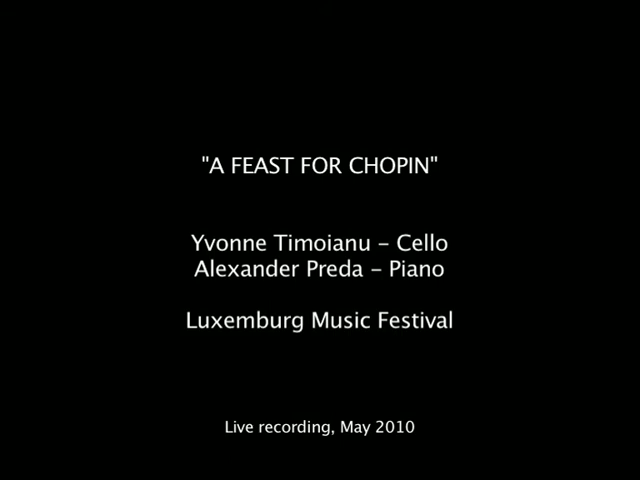 "A FEAST FOR CHOPIN"
Yvonne Timoianu - Cello
Alexander Preda - Piano
Luxemburg Music Festival
Live recording, May 2010